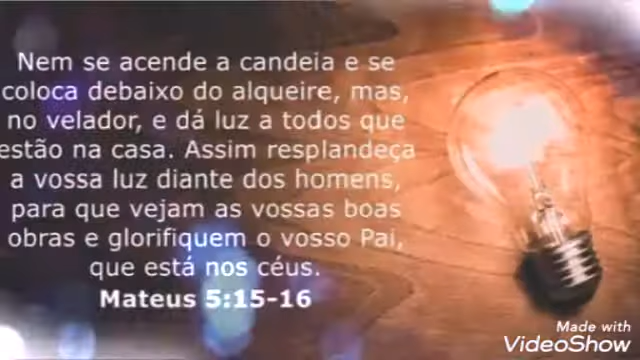 Nem se acende a candeia e se
coloca debaixo do alqueire, mas,
no velador, e dá luz a todos que
estão na casa. Assim resplandeça
a vossa luz diante dos homens,
para que vejam as vossas boas
obras e glorifiquem o vosso Pai,
que está nos céus.
Mateus 5:15-16
Made with
VideoShow